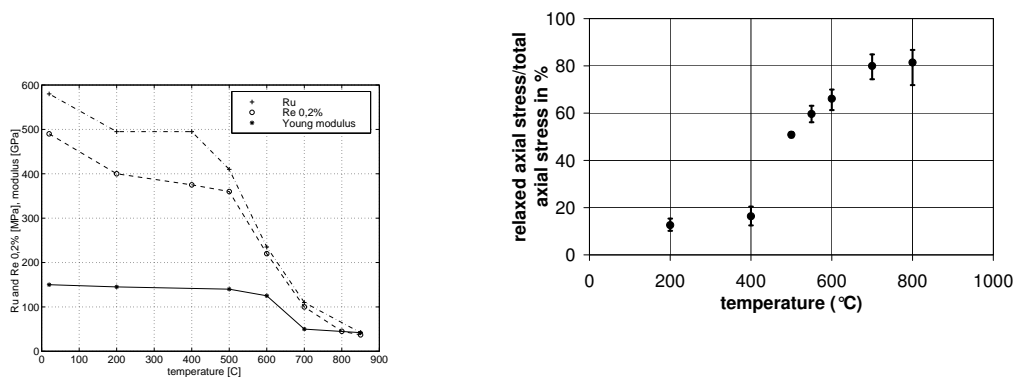 600
500
400
300
200
100
0
Ru and Re 0,2% [MPa], modulus [GPa]
Ru
Re 0,2%
Young modulus
0 100 200 300 400 500 600 700 800 900
temperature [C]
100
80
60
40
20
0
relaxed axial stress/total
axial stress in %
0 200 400 600 800 1000
temperature (°C)